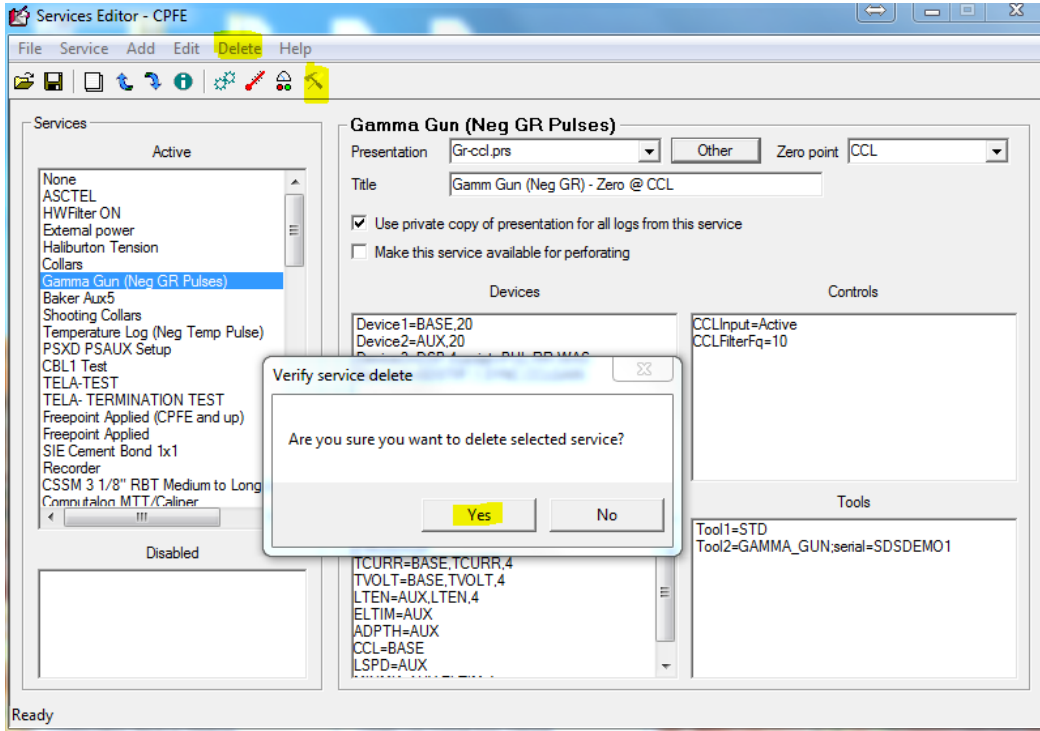 Services Editor - CPFE
File Service Add Edit Delete Help
Services
Active
None
ASCTEL
HWFilter ON
External power
Haliburton Tension
Collars
Gamma Gun (Neg GR Pulses)
Baker Aux5
Shooting Collars
Temperature Log (Neg Temp Pulse)
PSXD PSAUX Setup
CBL1 Test
TELA-TEST
TELA- TERMINATION TEST
Freepoint Applied (CPFE and up)
Freepoint Applied
SIE Cement Bond 1x1
Recorder
CSSM 3 1/8" RBT Medium to Long
Computalog MTT/Caliper
Disabled
Gamma Gun (Neg GR Pulses)
Presentation Gr-ccl.prs Other Zero point CCL
Title Gamm Gun (Neg GR) - Zero @ CCL
Use private copy of presentation for all logs from this service
Make this service available for perforating
Devices
Device1=BASE,20
Device2=AUX,20
Controls
CCLInput=Active
CCLFilterFq=10
Verify service delete
Are you sure you want to delete selected service?
Yes No
TCURR=BASE,TCURR,4
TVOLT=BASE,TVOLT,4
LTEN=AUX,LTEN,4
ELTIM=AUX
ADPTH=AUX
CCL=BASE
LSPD=AUX
Tools
Tool1=STD
Tool2=GAMMA_GUN;serial=SDSDEMO1
Ready